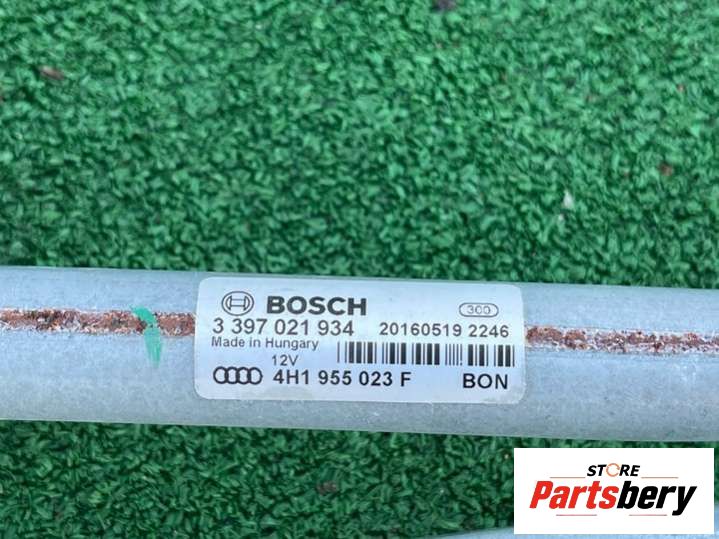 BOSCH 300
3 397 021 934 20160519 2246
Made in Hungary
12V
4H1 955 023 F BON
STORE
Partsbery